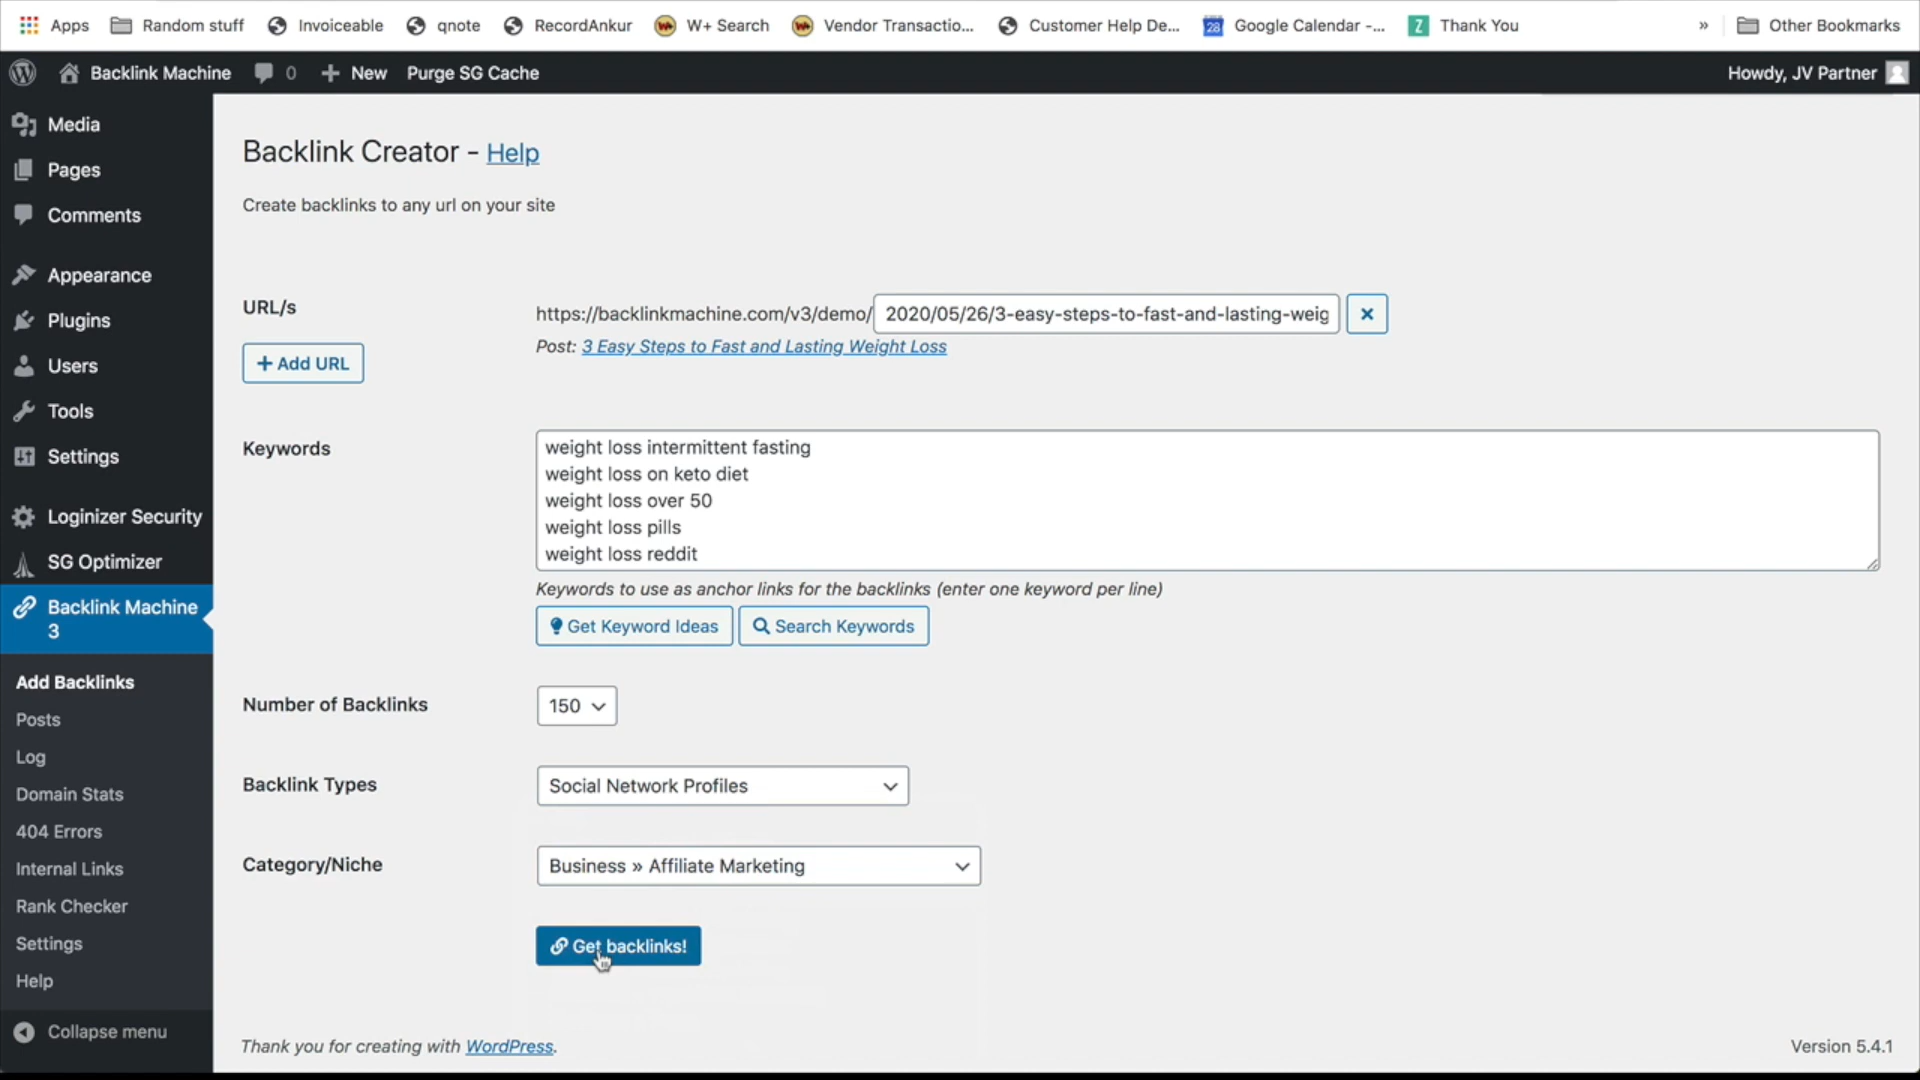 Apps Random stuff Invoiceable qnote RecordAnkur W+ Search Vendor Transactio... Customer Help De... 28 Google Calendar -... Z Thank You » Other Bookmarks
Backlink Machine 0 + New Purge SG Cache Howdy, JV Partner
Media
Pages
Comments
Appearance
Plugins
Users
Tools
Settings
Loginizer Security
SG Optimizer
Backlink Machine
3
Add Backlinks
Posts
Log
Domain Stats
404 Errors
Internal Links
Rank Checker
Settings
Help
Collapse menu
Backlink Creator - Help
Create backlinks to any url on your site
URL/s
+ Add URL
https://backlinkmachine.com/v3/demo/ 2020/05/26/3-easy-steps-to-fast-and-lasting-weig
Post: 3 Easy Steps to Fast and Lasting Weight Loss
Keywords
weight loss intermittent fasting
weight loss on keto diet
weight loss over 50
weight loss pills
weight loss reddit
Keywords to use as anchor links for the backlinks (enter one keyword per line)
Get Keyword Ideas Search Keywords
Number of Backlinks 150
Backlink Types Social Network Profiles
Category/Niche Business » Affiliate Marketing
Get backlinks!
Thank you for creating with WordPress. Version 5.4.1